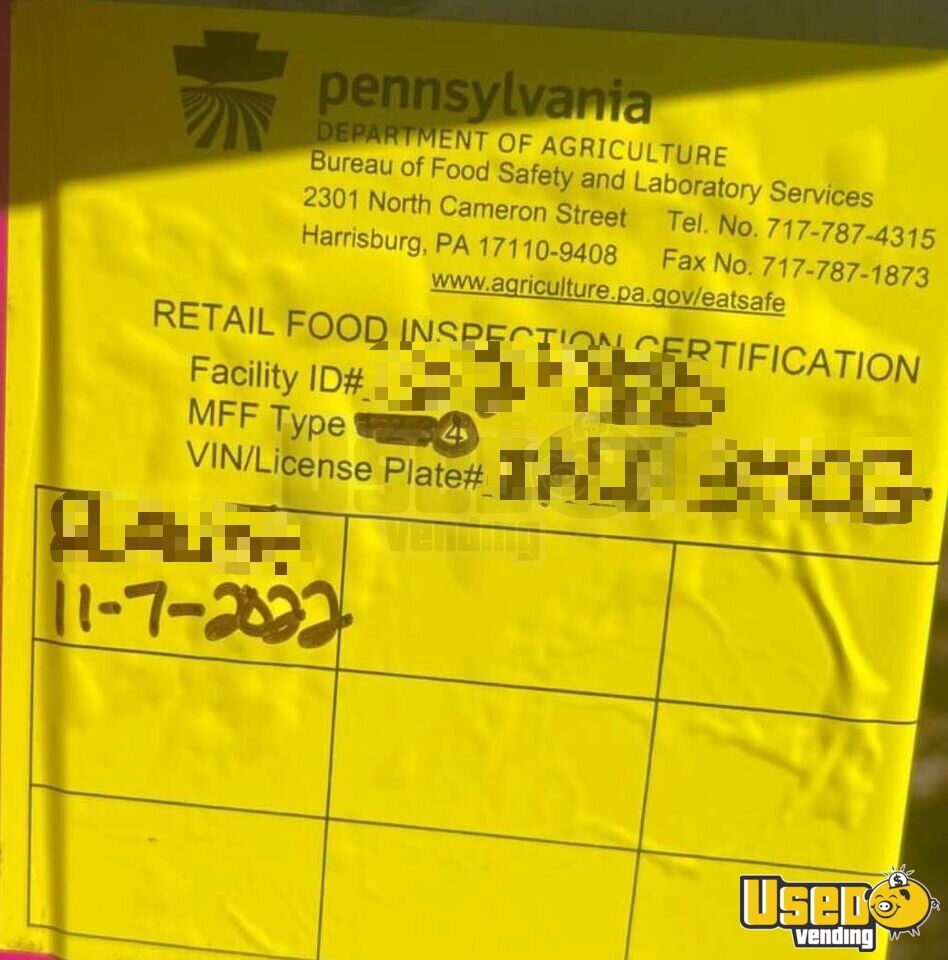 pennsylvania
DEPARTMENT OF AGRICULTURE
Bureau of Food Safety and Laboratory Services
2301 North Cameron Street Tel. No. 717-787-4315
Harrisburg, PA 17110-9408 Fax No. 717-787-1873
www.agriculture.pa.gov/eatsafe
RETAIL FOOD INSPECTION CERTIFICATION
Facility ID#
MFF Type 4
VIN/License Plate#
11-7-2022
USED
vending